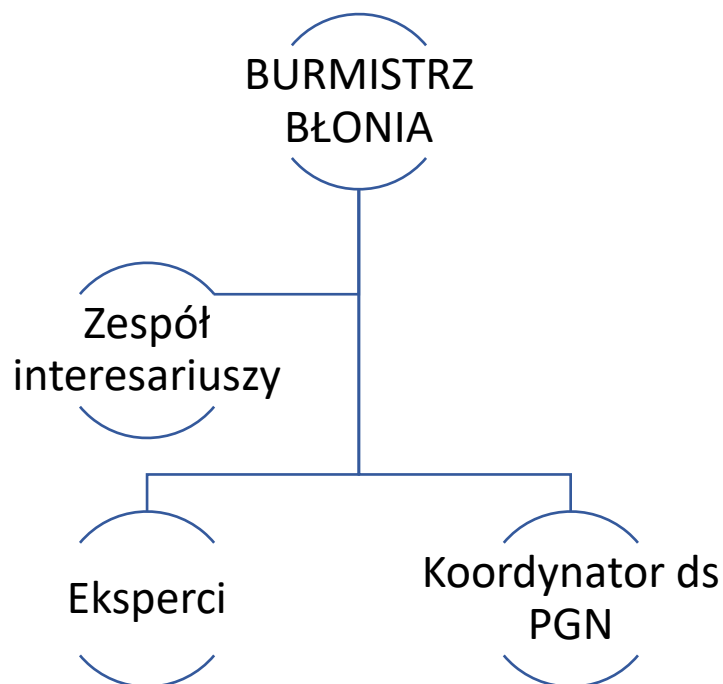 BURMISTRZ
BŁONIA
Zespół
interesariuszy
Eksperci
Koordynator ds
PGN